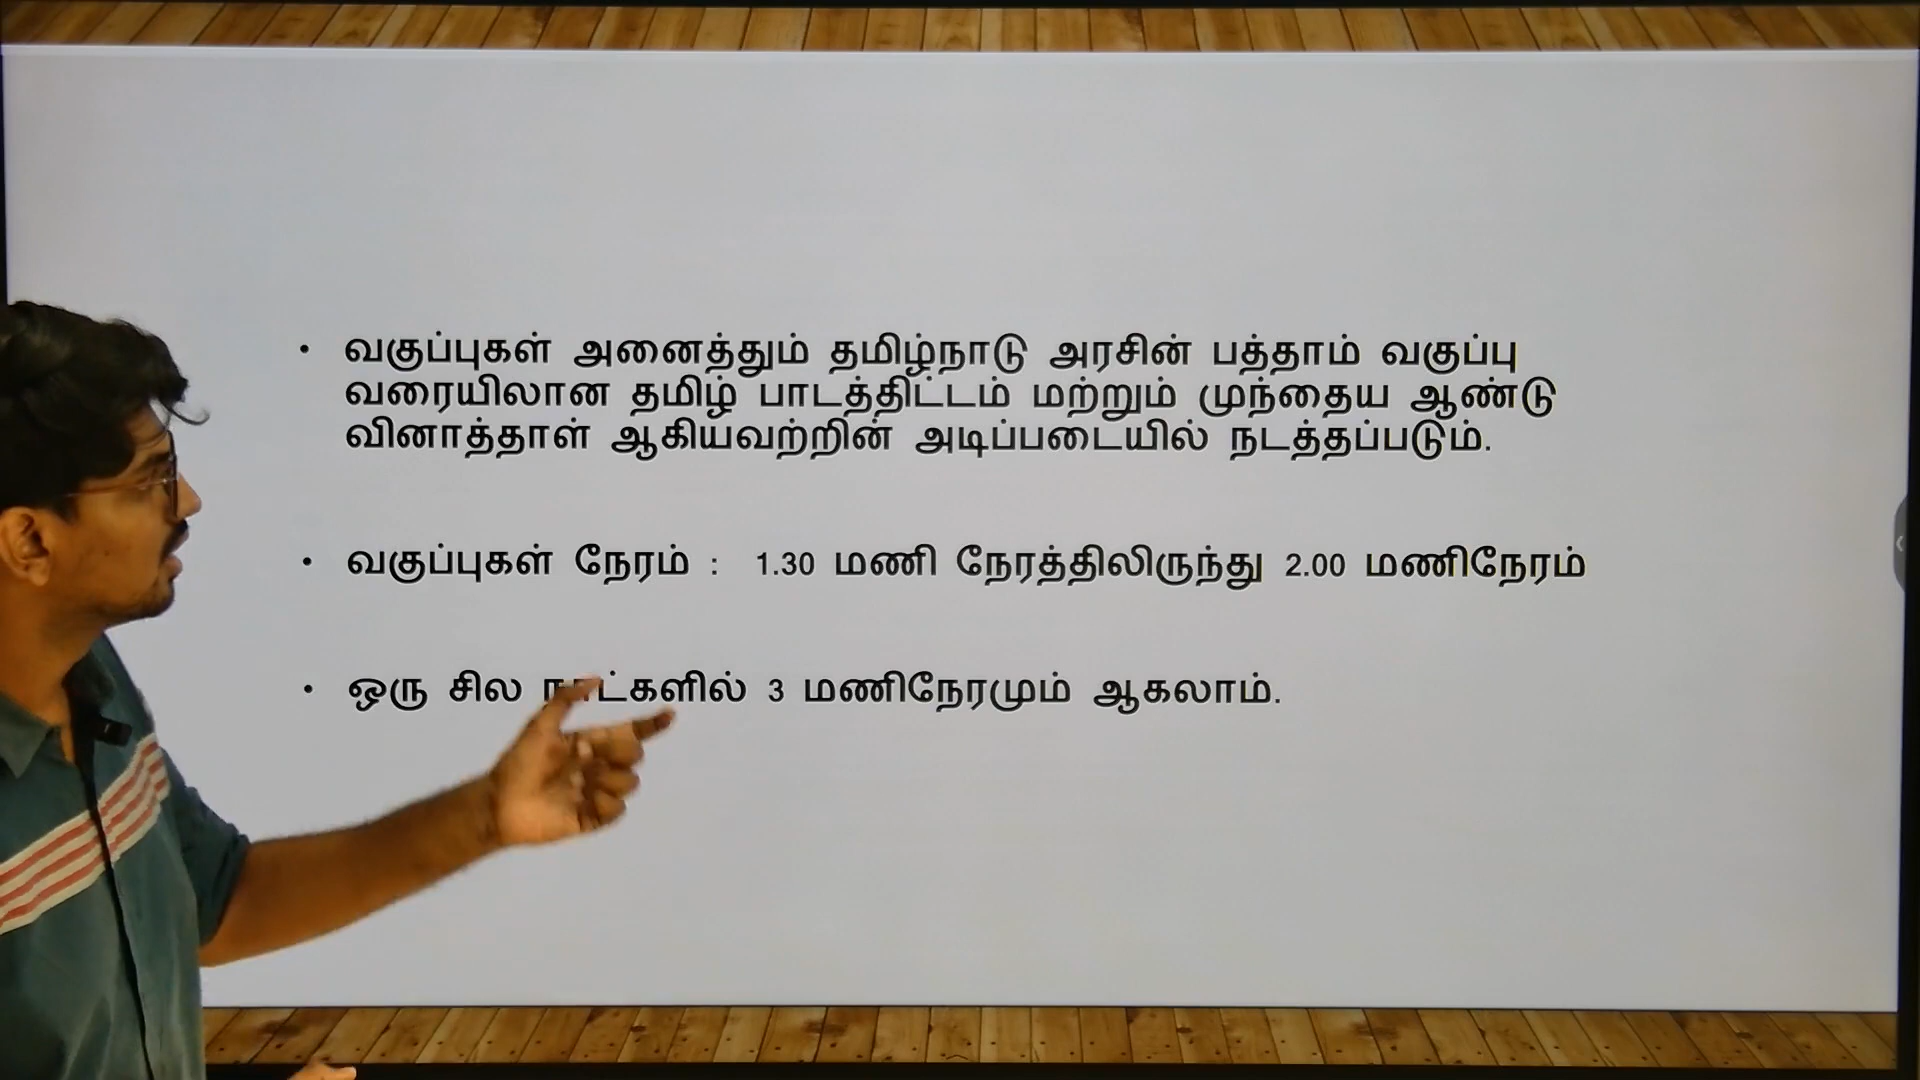 • வகுப்புகள் அனைத்தும் தமிழ்நாடு அரசின் பத்தாம் வகுப்பு
வரையிலான தமிழ் பாடத்திட்டம் மற்றும் முந்தைய ஆண்டு
வினாத்தாள் ஆகியவற்றின் அடிப்படையில் நடத்தப்படும்.
• வகுப்புகள் நேரம் : 1.30 மணி நேரத்திலிருந்து 2.00 மணிநேரம்
• ஒரு சில நாட்களில் 3 மணிநேரமும் ஆகலாம்.